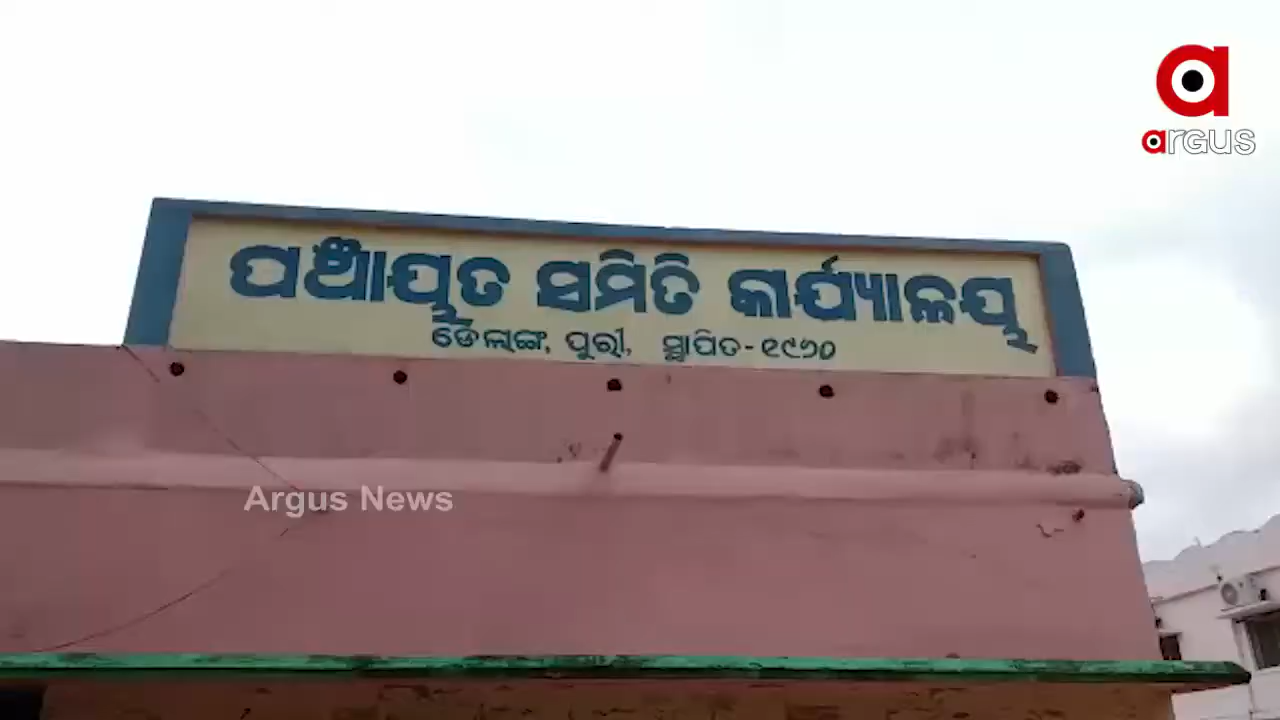 argus
ପଞ୍ଚାୟତ ସମିତି କାର୍ଯ୍ୟାଳୟ
ଡେଲାଙ୍ଗ, ପୁରୀ, ସ୍ଥାପିତ-୧୯୬୦
Argus News